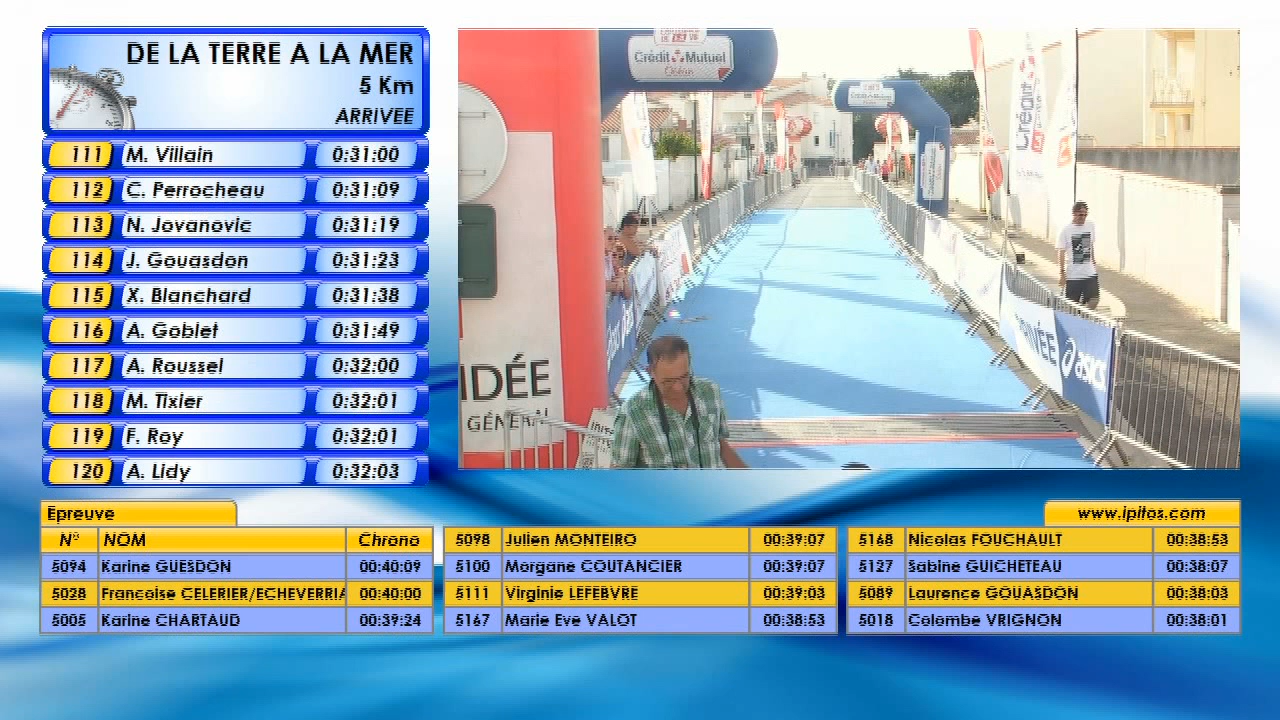 DE LA TERRE A LA MER
5 Km
ARRIVEE
111 M. Villain 0:31:00
112 C. Perrocheau 0:31:09
113 N. Jovanovic 0:31:19
114 J. Gouasdon 0:31:23
115 X. Blanchard 0:31:38
116 A. Goblet 0:31:49
117 A. Roussel 0:32:00
118 M. Tixier 0:32:01
119 F. Roy 0:32:01
120 A. Lidy 0:32:03
Crédit Mutuel
Océan
Crédit
IDÉE
GÉNÉRAL
ARRIVÉE
asics
Epreuve
www.ipitos.com
N° NOM Chrono
5094 Karine GUESDON 00:40:09
5028 Francoise CELERIER/ECHEVERRIA 00:40:00
5005 Karine CHARTAUD 00:39:24
5098 Julien MONTEIRO 00:39:07
5100 Morgane COUTANCIER 00:39:07
5111 Virginie LEFEBVRE 00:39:03
5167 Marie Eve VALOT 00:38:53
5168 Nicolas FOUCHAULT 00:38:53
5127 Sabine GUICHETEAU 00:38:07
5089 Laurence GOUASDON 00:38:03
5018 Colombe VRIGNON 00:38:01